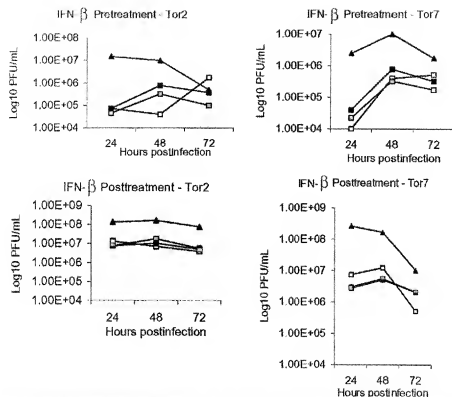 IFN-β Pretreatment - Tor2
Log10 PFU/mL
1.00E+08
1.00E+07
1.00E+06
1.00E+05
1.00E+04
24 48 72
Hours postinfection
IFN-β Pretreatment - Tor7
Log10 PFU/mL
1.00E+07
1.00E+06
1.00E+05
1.00E+04
24 48 72
Hours postinfection
IFN-β Posttreatment - Tor2
Log10 PFU/mL
1.00E+09
1.00E+08
1.00E+07
1.00E+06
1.00E+05
1.00E+04
24 48 72
Hours postinfection
IFN-β Posttreatment - Tor7
Log10 PFU/mL
1.00E+09
1.00E+08
1.00E+07
1.00E+06
1.00E+05
1.00E+04
24 48 72
Hours postinfection